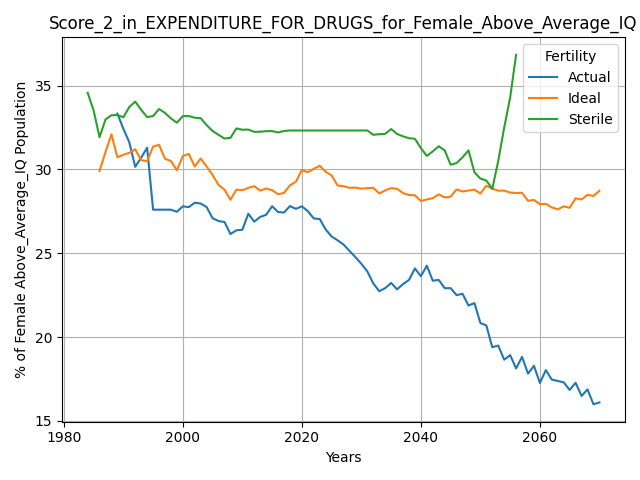 Score_2_in_EXPENDITURE_FOR_DRUGS_for_Female_Above_Average_IQ
Fertility
Actual
Ideal
Sterile
% of Female Above_Average_IQ Population
35
30
25
20
15
1980
2000
2020
2040
2060
Years